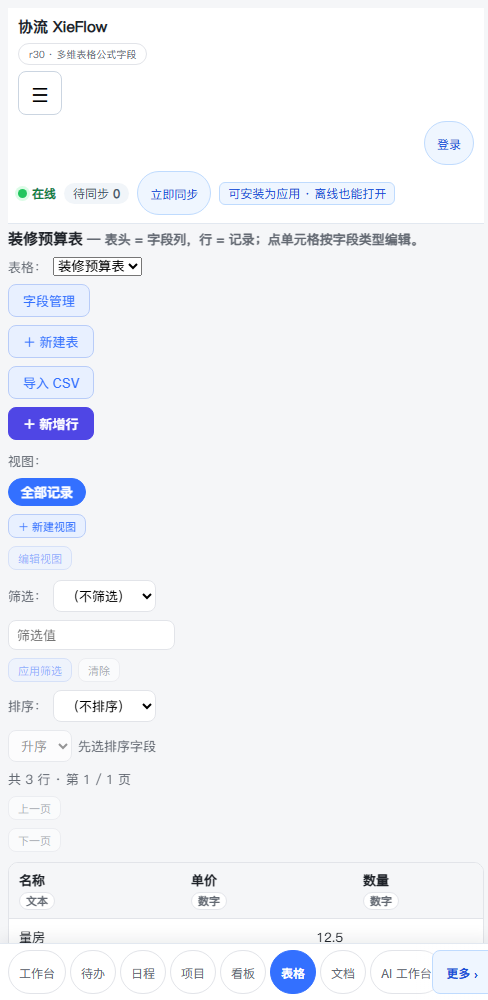 协流 XieFlow
r30 · 多维表格公式字段
☰
登录
在线 待同步 0 立即同步 可安装为应用 · 离线也能打开
装修预算表 — 表头 = 字段列，行 = 记录；点单元格按字段类型编辑。
表格： 装修预算表
字段管理
＋ 新建表
导入 CSV
＋ 新增行
视图：
全部记录
＋ 新建视图
编辑视图
筛选： （不筛选）
筛选值
应用筛选 清除
排序： （不排序）
升序 先选排序字段
共 3 行 · 第 1 / 1 页
上一页
下一页
名称 单价 数量
文本 数字 数字
量房 12.5
工作台 待办 日程 项目 看板 表格 文档 AI 工作台 更多 ›